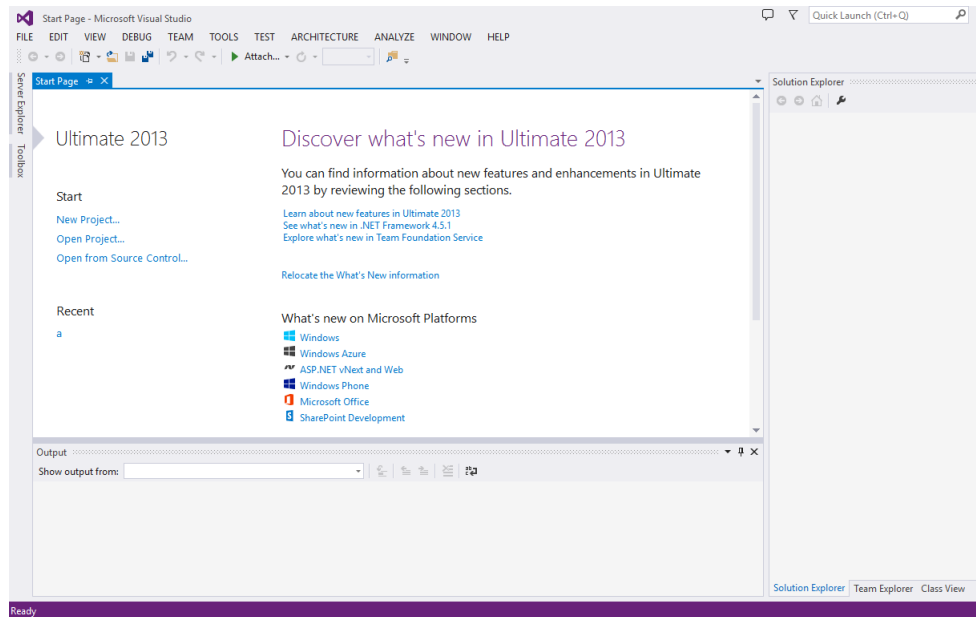 Start Page - Microsoft Visual Studio
Quick Launch (Ctrl+Q)
FILE EDIT VIEW DEBUG TEAM TOOLS TEST ARCHITECTURE ANALYZE WINDOW HELP
Attach...
Server Explorer
Toolbox
Start Page
Ultimate 2013
Start
New Project...
Open Project...
Open from Source Control...
Recent
a
Discover what's new in Ultimate 2013
You can find information about new features and enhancements in Ultimate
2013 by reviewing the following sections.
Learn about new features in Ultimate 2013
See what's new in .NET Framework 4.5.1
Explore what's new in Team Foundation Service
Relocate the What's New information
What's new on Microsoft Platforms
Windows
Windows Azure
ASP.NET vNext and Web
Windows Phone
Microsoft Office
SharePoint Development
Output
Show output from:
Solution Explorer
Solution Explorer Team Explorer Class View
Ready